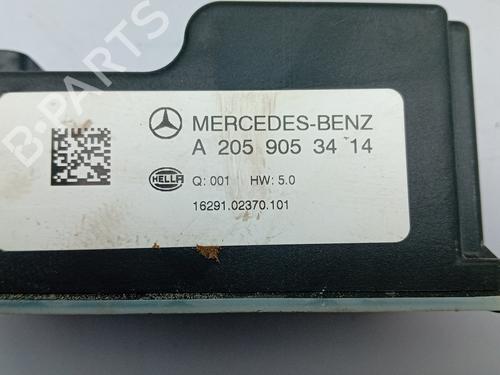 B-PARTS
MERCEDES-BENZ
A 205 905 34 14
HELLA
Q: 001 HW: 5.0
16291.02370.101